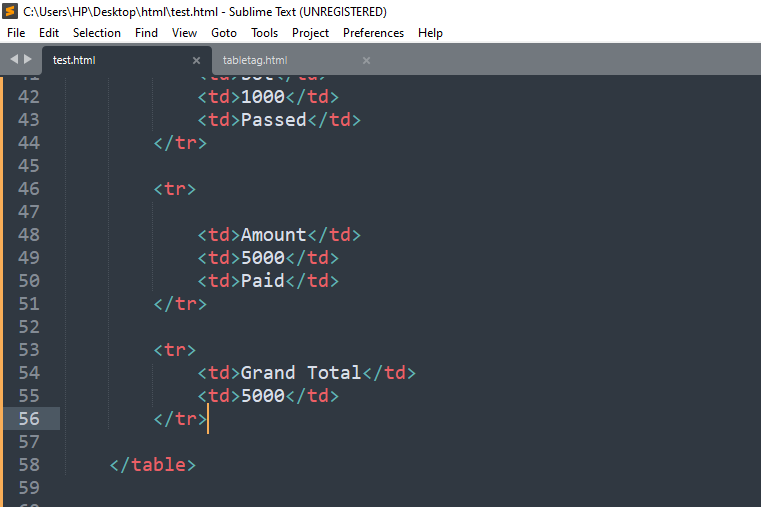 C:\Users\HP\Desktop\html\test.html - Sublime Text (UNREGISTERED)
File Edit Selection Find View Goto Tools Project Preferences Help
test.html × tabletag.html ×
42 <td>1000</td>
43 <td>Passed</td>
44 </tr>
45
46 <tr>
47
48 <td>Amount</td>
49 <td>5000</td>
50 <td>Paid</td>
51 </tr>
52
53 <tr>
54 <td>Grand Total</td>
55 <td>5000</td>
56 </tr>
57
58 </table>
59